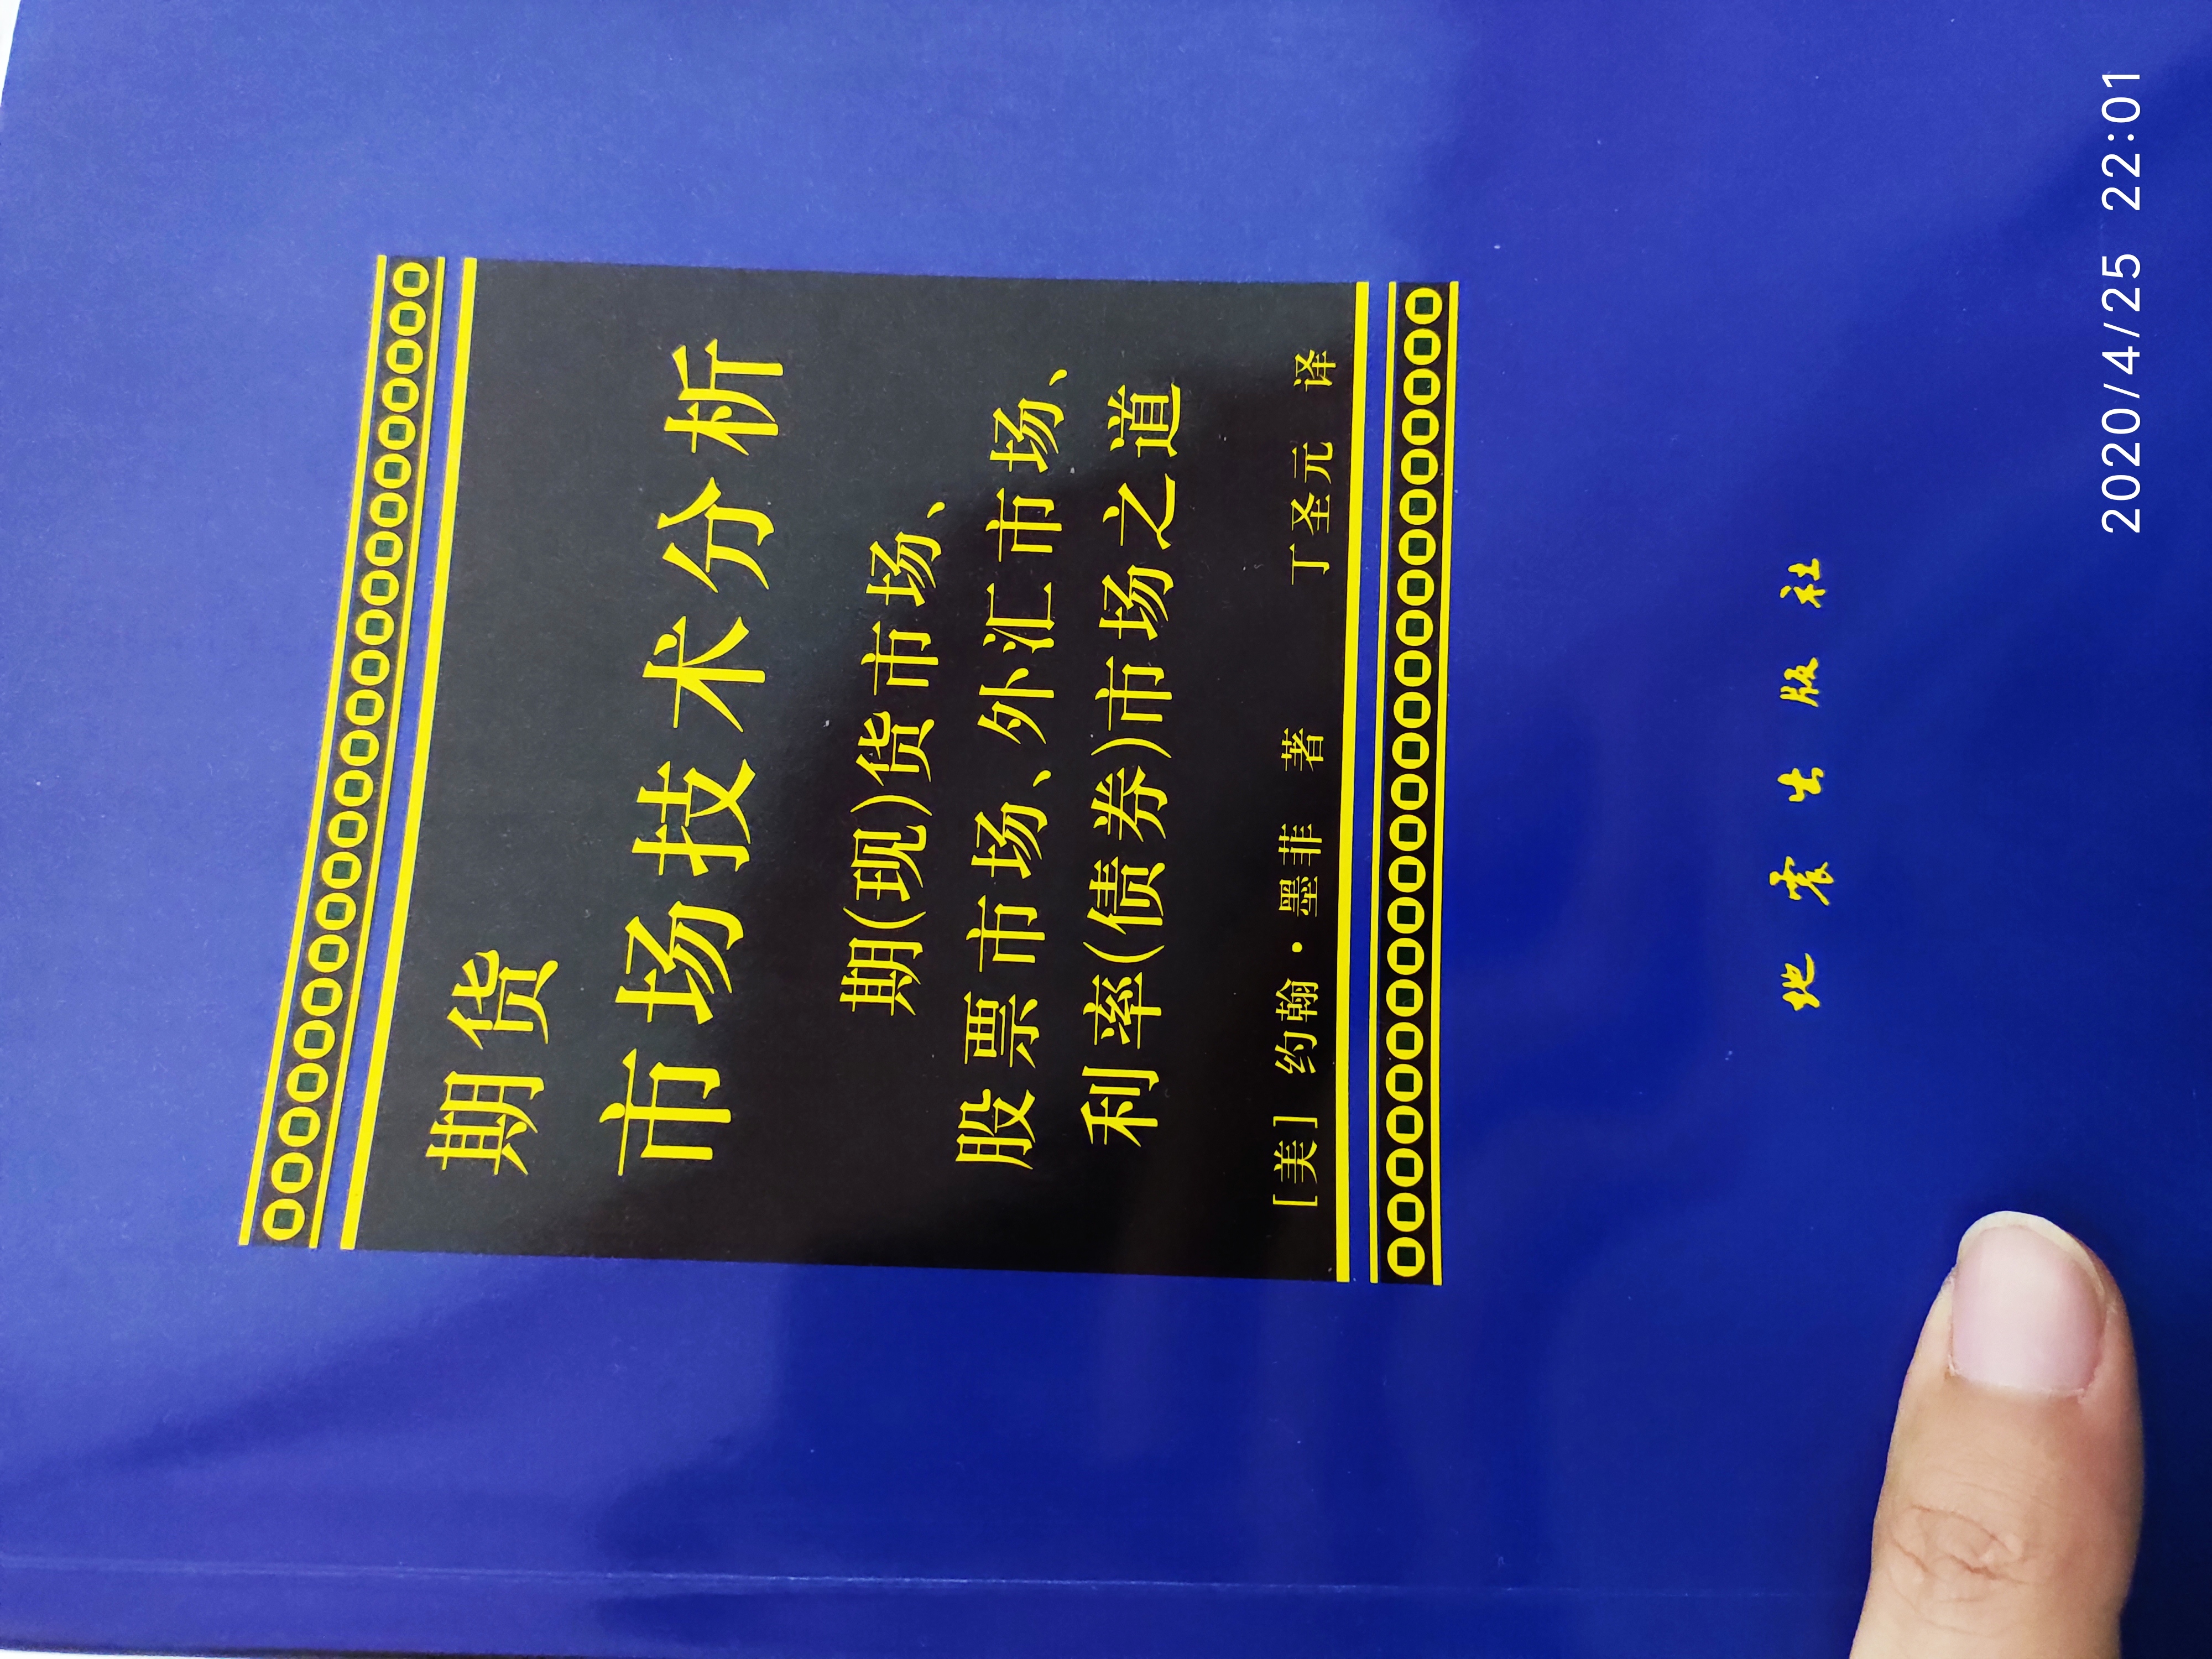 期货
市场技术分析
期(现)货市场、
股票市场、外汇市场、
利率(债券)市场之道
[美] 约翰·墨菲 著 丁圣元 译
地震出版社
2020/4/25 22:01